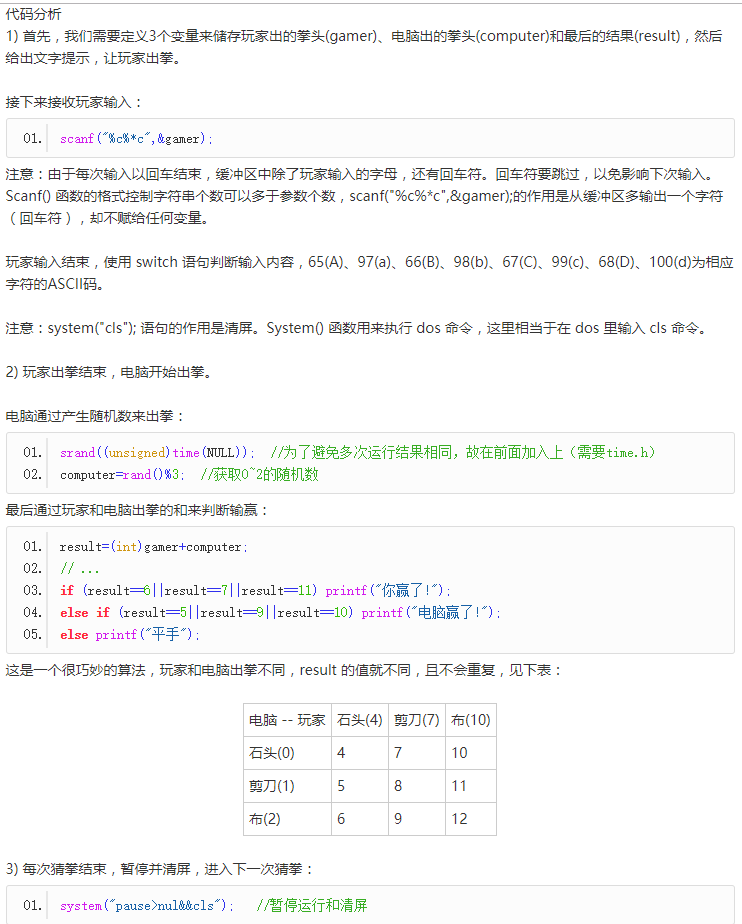 代码分析
1) 首先，我们需要定义3个变量来储存玩家出的拳头(gamer)、电脑出的拳头(computer)和最后的结果(result)，然后
给出文字提示，让玩家出拳。
接下来接收玩家输入：
01. scanf("%c%*c",&gamer);
注意：由于每次输入以回车结束，缓冲区中除了玩家输入的字母，还有回车符。回车符要跳过，以免影响下次输入。
Scanf() 函数的格式控制字符串个数可以多于参数个数，scanf("%c%*c",&gamer);的作用是从缓冲区多输出一个字符
（回车符），却不赋给任何变量。
玩家输入结束，使用 switch 语句判断输入内容，65(A)、97(a)、66(B)、98(b)、67(C)、99(c)、68(D)、100(d)为相应
字符的ASCII码。
注意：system("cls"); 语句的作用是清屏。System() 函数用来执行 dos 命令，这里相当于在 dos 里输入 cls 命令。
2) 玩家出拳结束，电脑开始出拳。
电脑通过产生随机数来出拳：
01. srand((unsigned)time(NULL)); //为了避免多次运行结果相同，故在前面加入上（需要time.h）
02. computer=rand()%3; //获取0~2的随机数
最后通过玩家和电脑出拳的和来判断输赢：
01. result=(int)gamer+computer;
02. // ...
03. if (result==6||result==7||result==11) printf("你赢了!");
04. else if (result==5||result==9||result==10) printf("电脑赢了!");
05. else printf("平手");
这是一个很巧妙的算法，玩家和电脑出拳不同，result 的值就不同，且不会重复，见下表：
电脑 -- 玩家 石头(4) 剪刀(7) 布(10)
石头(0) 4 7 10
剪刀(1) 5 8 11
布(2) 6 9 12
3) 每次猜拳结束，暂停并清屏，进入下一次猜拳：
01. system("pause>nul&&cls"); //暂停运行和清屏